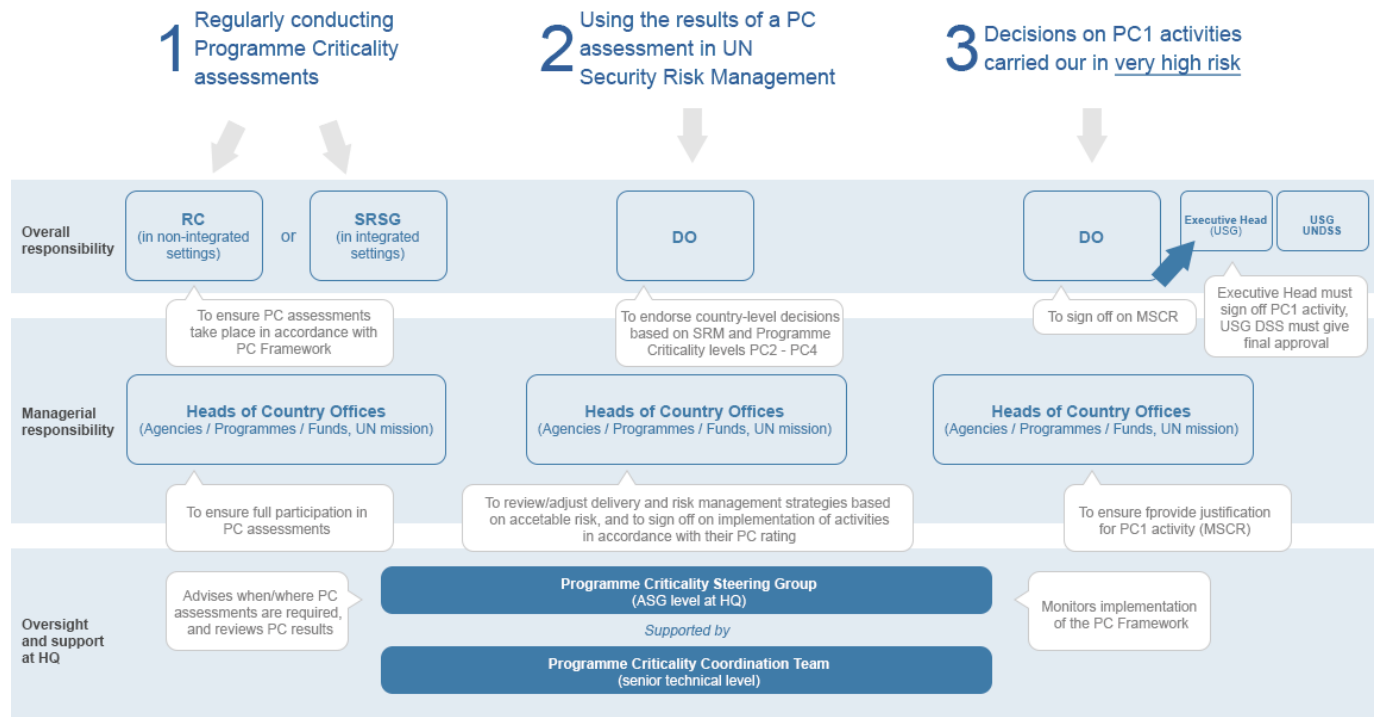 1 Regularly conducting
Programme Criticality
assessments
2 Using the results of a PC
assessment in UN
Security Risk Management
3 Decisions on PC1 activities
carried our in very high risk
Overall
responsibility
RC
(in non-integrated
settings)
or
SRSG
(in integrated
settings)
DO
DO
Executive Head
(USG)
USG
UNDSS
To ensure PC assessments
take place in accordance with
PC Framework
To endorse country-level decisions
based on SRM and Programme
Criticality levels PC2 - PC4
To sign off on MSCR
Executive Head must
sign off PC1 activity,
USG DSS must give
final approval
Managerial
responsibility
Heads of Country Offices
(Agencies / Programmes / Funds, UN mission)
Heads of Country Offices
(Agencies / Programmes / Funds, UN mission)
Heads of Country Offices
(Agencies / Programmes / Funds, UN mission)
To ensure full participation in
PC assessments
To review/adjust delivery and risk management strategies based
on accetable risk, and to sign off on implementation of activities
in accordance with their PC rating
To ensure fprovide justification
for PC1 activity (MSCR)
Oversight
and support
at HQ
Advises when/where PC
assessments are required,
and reviews PC results
Programme Criticality Steering Group
(ASG level at HQ)
Supported by
Programme Criticality Coordination Team
(senior technical level)
Monitors implementation
of the PC Framework